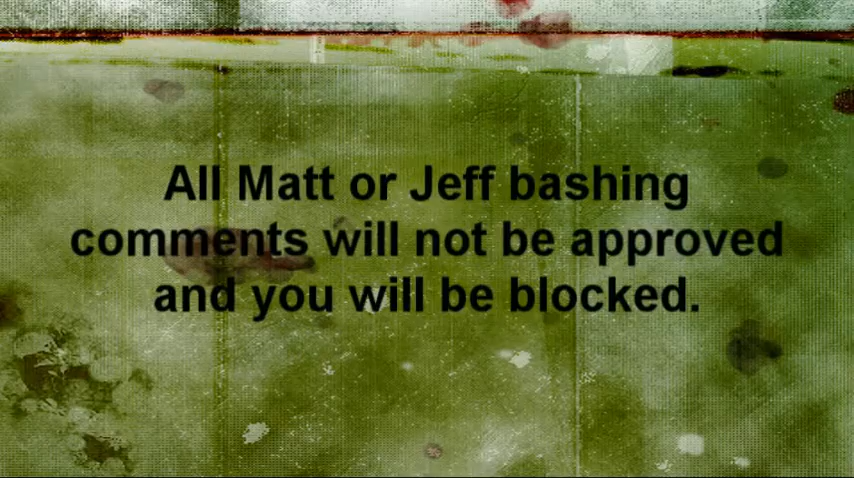 All Matt or Jeff bashing
comments will not be approved
and you will be blocked.